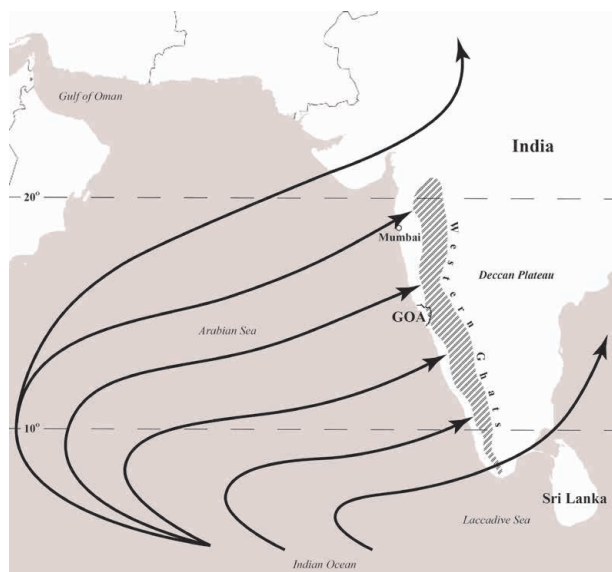 Gulf of Oman
India
20°
Mumbai
Western Ghats
Deccan Plateau
GOA
Arabian Sea
10°
Sri Lanka
Laccadive Sea
Indian Ocean